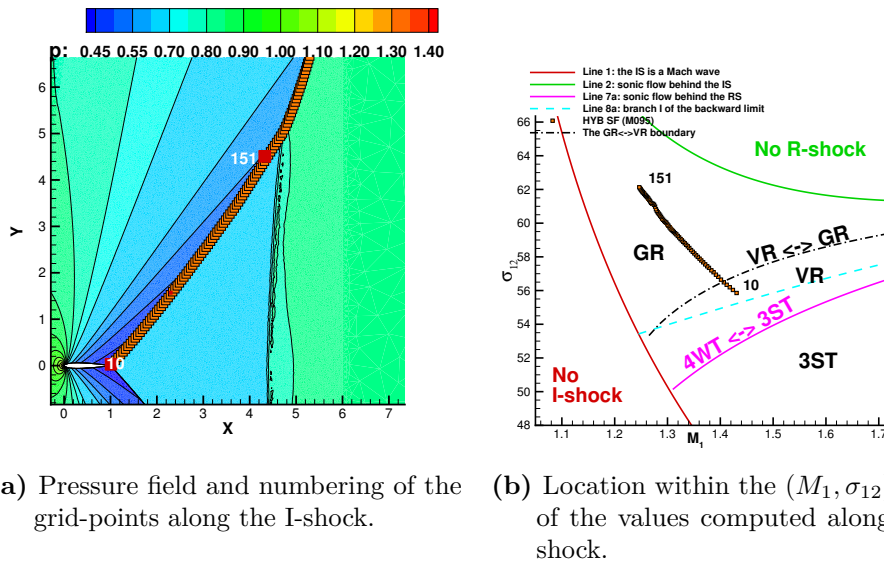 p: 0.45 0.55 0.70 0.80 0.90 1.00 1.10 1.20 1.30 1.40
6
5
4
3
2
1
0
Y
151
10
0 1 2 3 4 5 6 7
X
Line 1: the IS is a Mach wave
Line 2: sonic flow behind the IS
Line 7a: sonic flow behind the RS
Line 8a: branch I of the backward limit
HYB SF (M095)
The GR<->VR boundary
66
64
62
60
58
56
54
52
50
48
σ12
No R-shock
151
GR
VR <-> GR
VR
10
4WT <-> 3ST
3ST
No
I-shock
1.1 1.2 1.3 1.4 1.5 1.6 1.7
M1
a) Pressure field and numbering of the
grid-points along the I-shock.
(b) Location within the (M1, σ12
of the values computed along
shock.